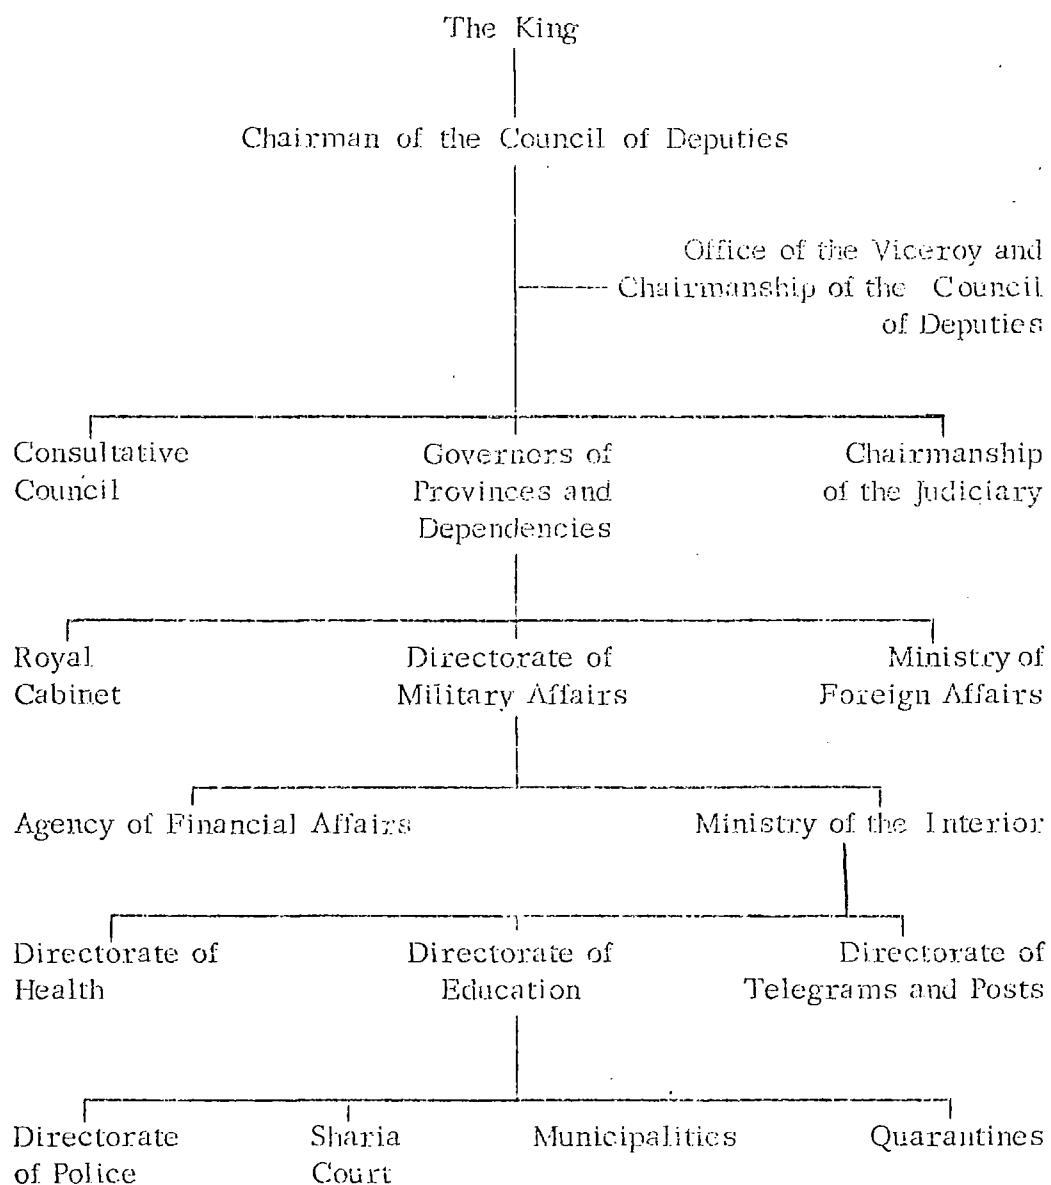 The King
Chairman of the Council of Deputies
Office of the Viceroy and
Chairmanship of the Council
of Deputies
Consultative
Council
Governors of
Provinces and
Dependencies
Chairmanship
of the Judiciary
Royal
Cabinet
Directorate of
Military Affairs
Ministry of
Foreign Affairs
Agency of Financial Affairs
Ministry of the Interior
Directorate of
Health
Directorate of
Education
Directorate of
Telegrams and Posts
Directorate
of Police
Sharia
Court
Municipalities
Quarantines